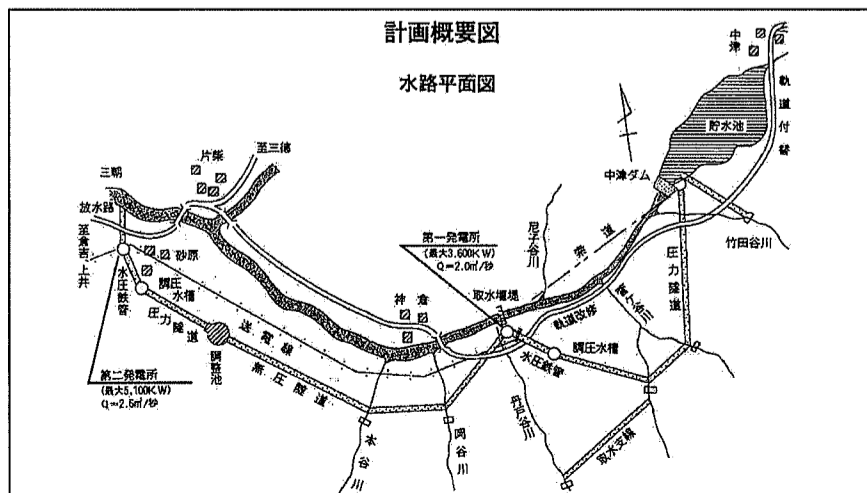 計画概要図
水路平面図
中津
軌道付替
貯水池
中津ダム
竹田谷川
圧力隧道
尼子谷川
索道
第一発電所
(最大3,600KW)
Q=2.0㎥/秒
取水堰堤
軌道改修
調圧水槽
水圧鉄管
神倉
丹戸谷川
取水支線
岡谷川
本谷川
至三徳
片柴
三朝
放水路
至倉吉、上井
砂原
水圧鉄管
調圧水槽
圧力隧道
調整池
送電線
無圧隧道
第二発電所
(最大5,100KW)